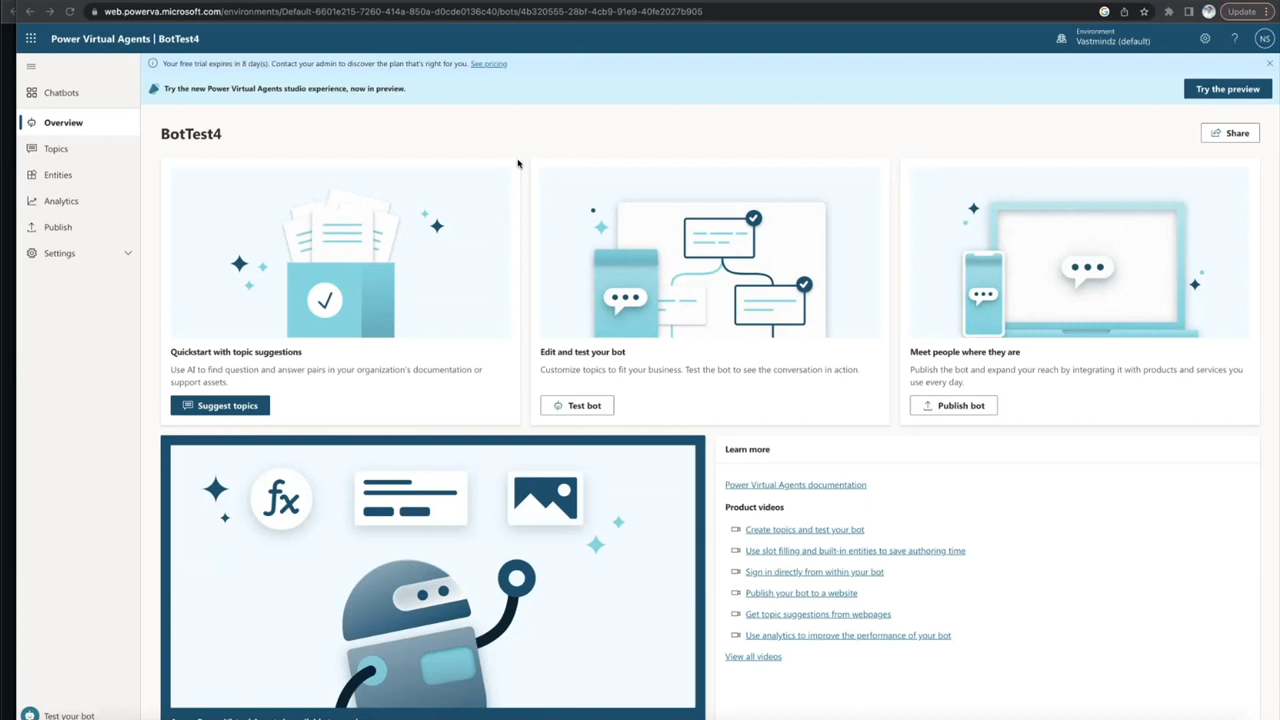 web.powerva.microsoft.com/environments/Default-6601e215-7260-414a-850a-d0cde0136c40/bots/4b320555-28bf-4cb9-91e9-40fe2027b905
Update
Power Virtual Agents | BotTest4
Environment
Vastmindz (default)
NS
Your free trial expires in 8 day(s). Contact your admin to discover the plan that's right for you. See pricing
Try the new Power Virtual Agents studio experience, now in preview.
Try the preview
Chatbots
Overview
Topics
Entities
Analytics
Publish
Settings
BotTest4
Share
Quickstart with topic suggestions
Use AI to find question and answer pairs in your organization's documentation or
support assets.
Suggest topics
Edit and test your bot
Customize topics to fit your business. Test the bot to see the conversation in action.
Test bot
Meet people where they are
Publish the bot and expand your reach by integrating it with products and services you
use every day.
Publish bot
fx
Learn more
Power Virtual Agents documentation
Product videos
Create topics and test your bot
Use slot filling and built-in entities to save authoring time
Sign in directly from within your bot
Publish your bot to a website
Get topic suggestions from webpages
Use analytics to improve the performance of your bot
View all videos
Test your bot